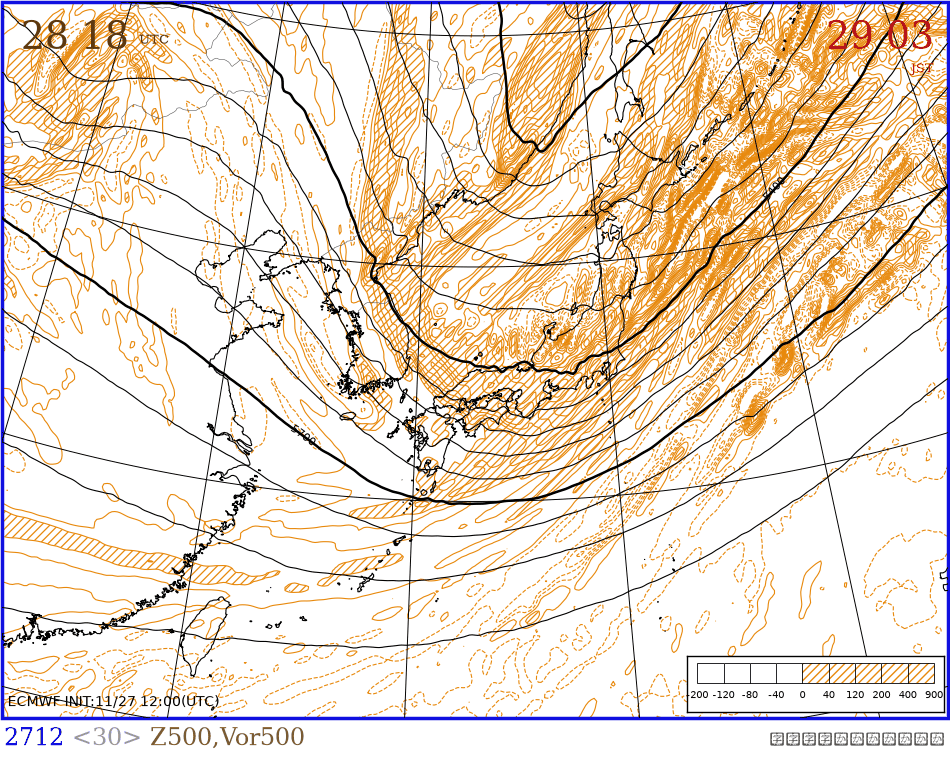 28 18 UTC
29 03
JST
5400
5700
ECMWF INIT:11/27 12:00(UTC)
-200 -120 -80 -40 0 40 120 200 400 900
2712 <30> Z500,Vor500